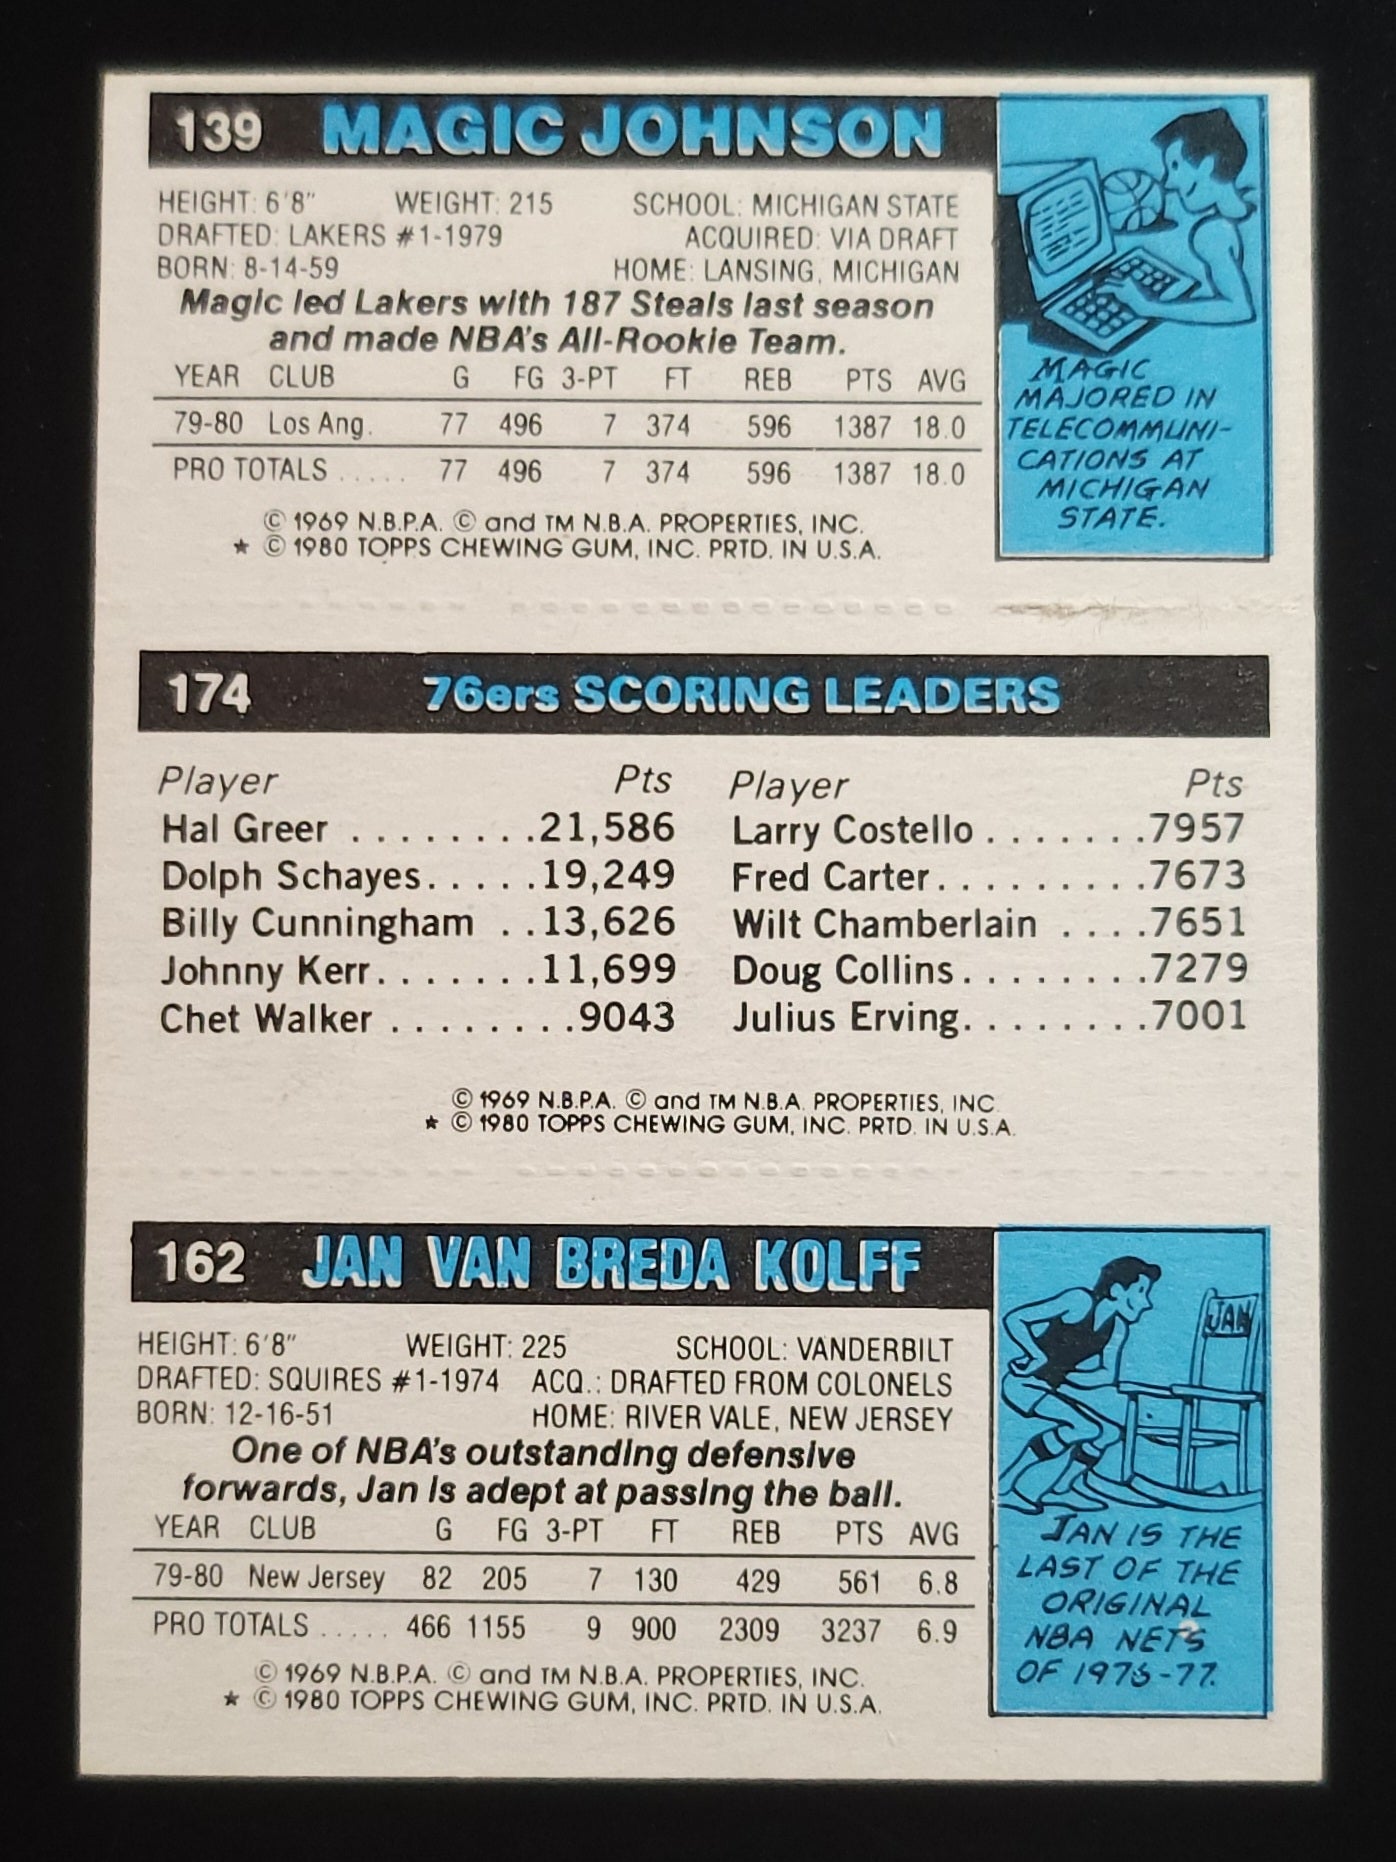 139 MAGIC JOHNSON
HEIGHT: 6'8" WEIGHT: 215 SCHOOL: MICHIGAN STATE
DRAFTED: LAKERS #1-1979 ACQUIRED: VIA DRAFT
BORN: 8-14-59 HOME: LANSING, MICHIGAN
Magic led Lakers with 187 Steals last season
and made NBA's All-Rookie Team.
YEAR CLUB G FG 3-PT FT REB PTS AVG
79-80 Los Ang. 77 496 7 374 596 1387 18.0
PRO TOTALS ..... 77 496 7 374 596 1387 18.0
© 1969 N.B.P.A. © and TM N.B.A. PROPERTIES, INC.
★ © 1980 TOPPS CHEWING GUM, INC. PRTD. IN U.S.A.
MAGIC
MAJORED IN
TELECOMMUNI-
CATIONS AT
MICHIGAN
STATE.
174 76ers SCORING LEADERS
Player Pts Player Pts
Hal Greer ........21,586 Larry Costello .......7957
Dolph Schayes.....19,249 Fred Carter.........7673
Billy Cunningham ..13,626 Wilt Chamberlain ....7651
Johnny Kerr.......11,699 Doug Collins........7279
Chet Walker ........9043 Julius Erving........7001
© 1969 N.B.P.A. © and TM N.B.A. PROPERTIES, INC.
★ © 1980 TOPPS CHEWING GUM, INC. PRTD. IN U.S.A.
162 JAN VAN BREDA KOLFF
HEIGHT: 6'8" WEIGHT: 225 SCHOOL: VANDERBILT
DRAFTED: SQUIRES #1-1974 ACQ.: DRAFTED FROM COLONELS
BORN: 12-16-51 HOME: RIVER VALE, NEW JERSEY
One of NBA's outstanding defensive
forwards, Jan is adept at passing the ball.
YEAR CLUB G FG 3-PT FT REB PTS AVG
79-80 New Jersey 82 205 7 130 429 561 6.8
PRO TOTALS ..... 466 1155 9 900 2309 3237 6.9
© 1969 N.B.P.A. © and TM N.B.A. PROPERTIES, INC.
★ © 1980 TOPPS CHEWING GUM, INC. PRTD. IN U.S.A.
JAN
JAN IS THE
LAST OF THE
ORIGINAL
NBA NETS
OF 1976-77.